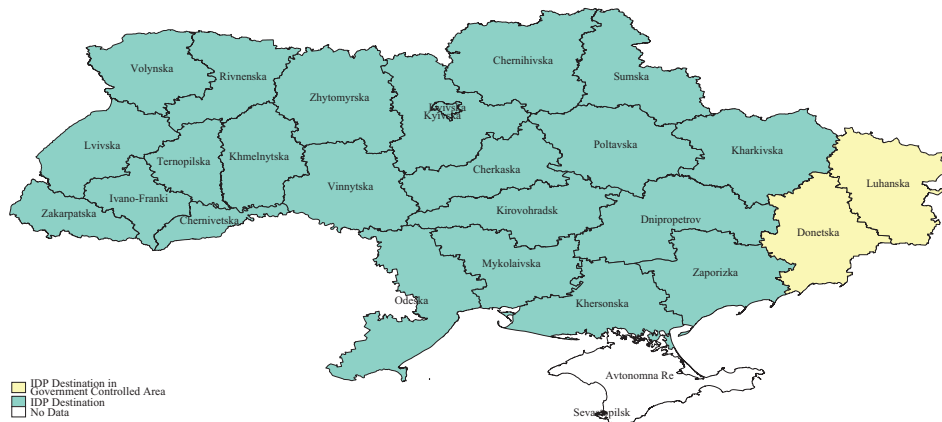 Chernihivska
Volynska
Rivnenska
Sumska
Zhytomyrska
Kyivska
Kyivska
Lvivska
Ternopilska
Khmelnytska
Cherkaska
Poltavska
Kharkivska
Luhanska
Vinnytska
Ivano-Franki
Zakarpatska
Chernivetska
Kirovohradsk
Dnipropetrov
Donetska
Mykolaivska
Zaporizka
Odeska
Khersonska
Avtonomna Re
Sevastopilsk
IDP Destination in
Government Controlled Area
IDP Destination
No Data